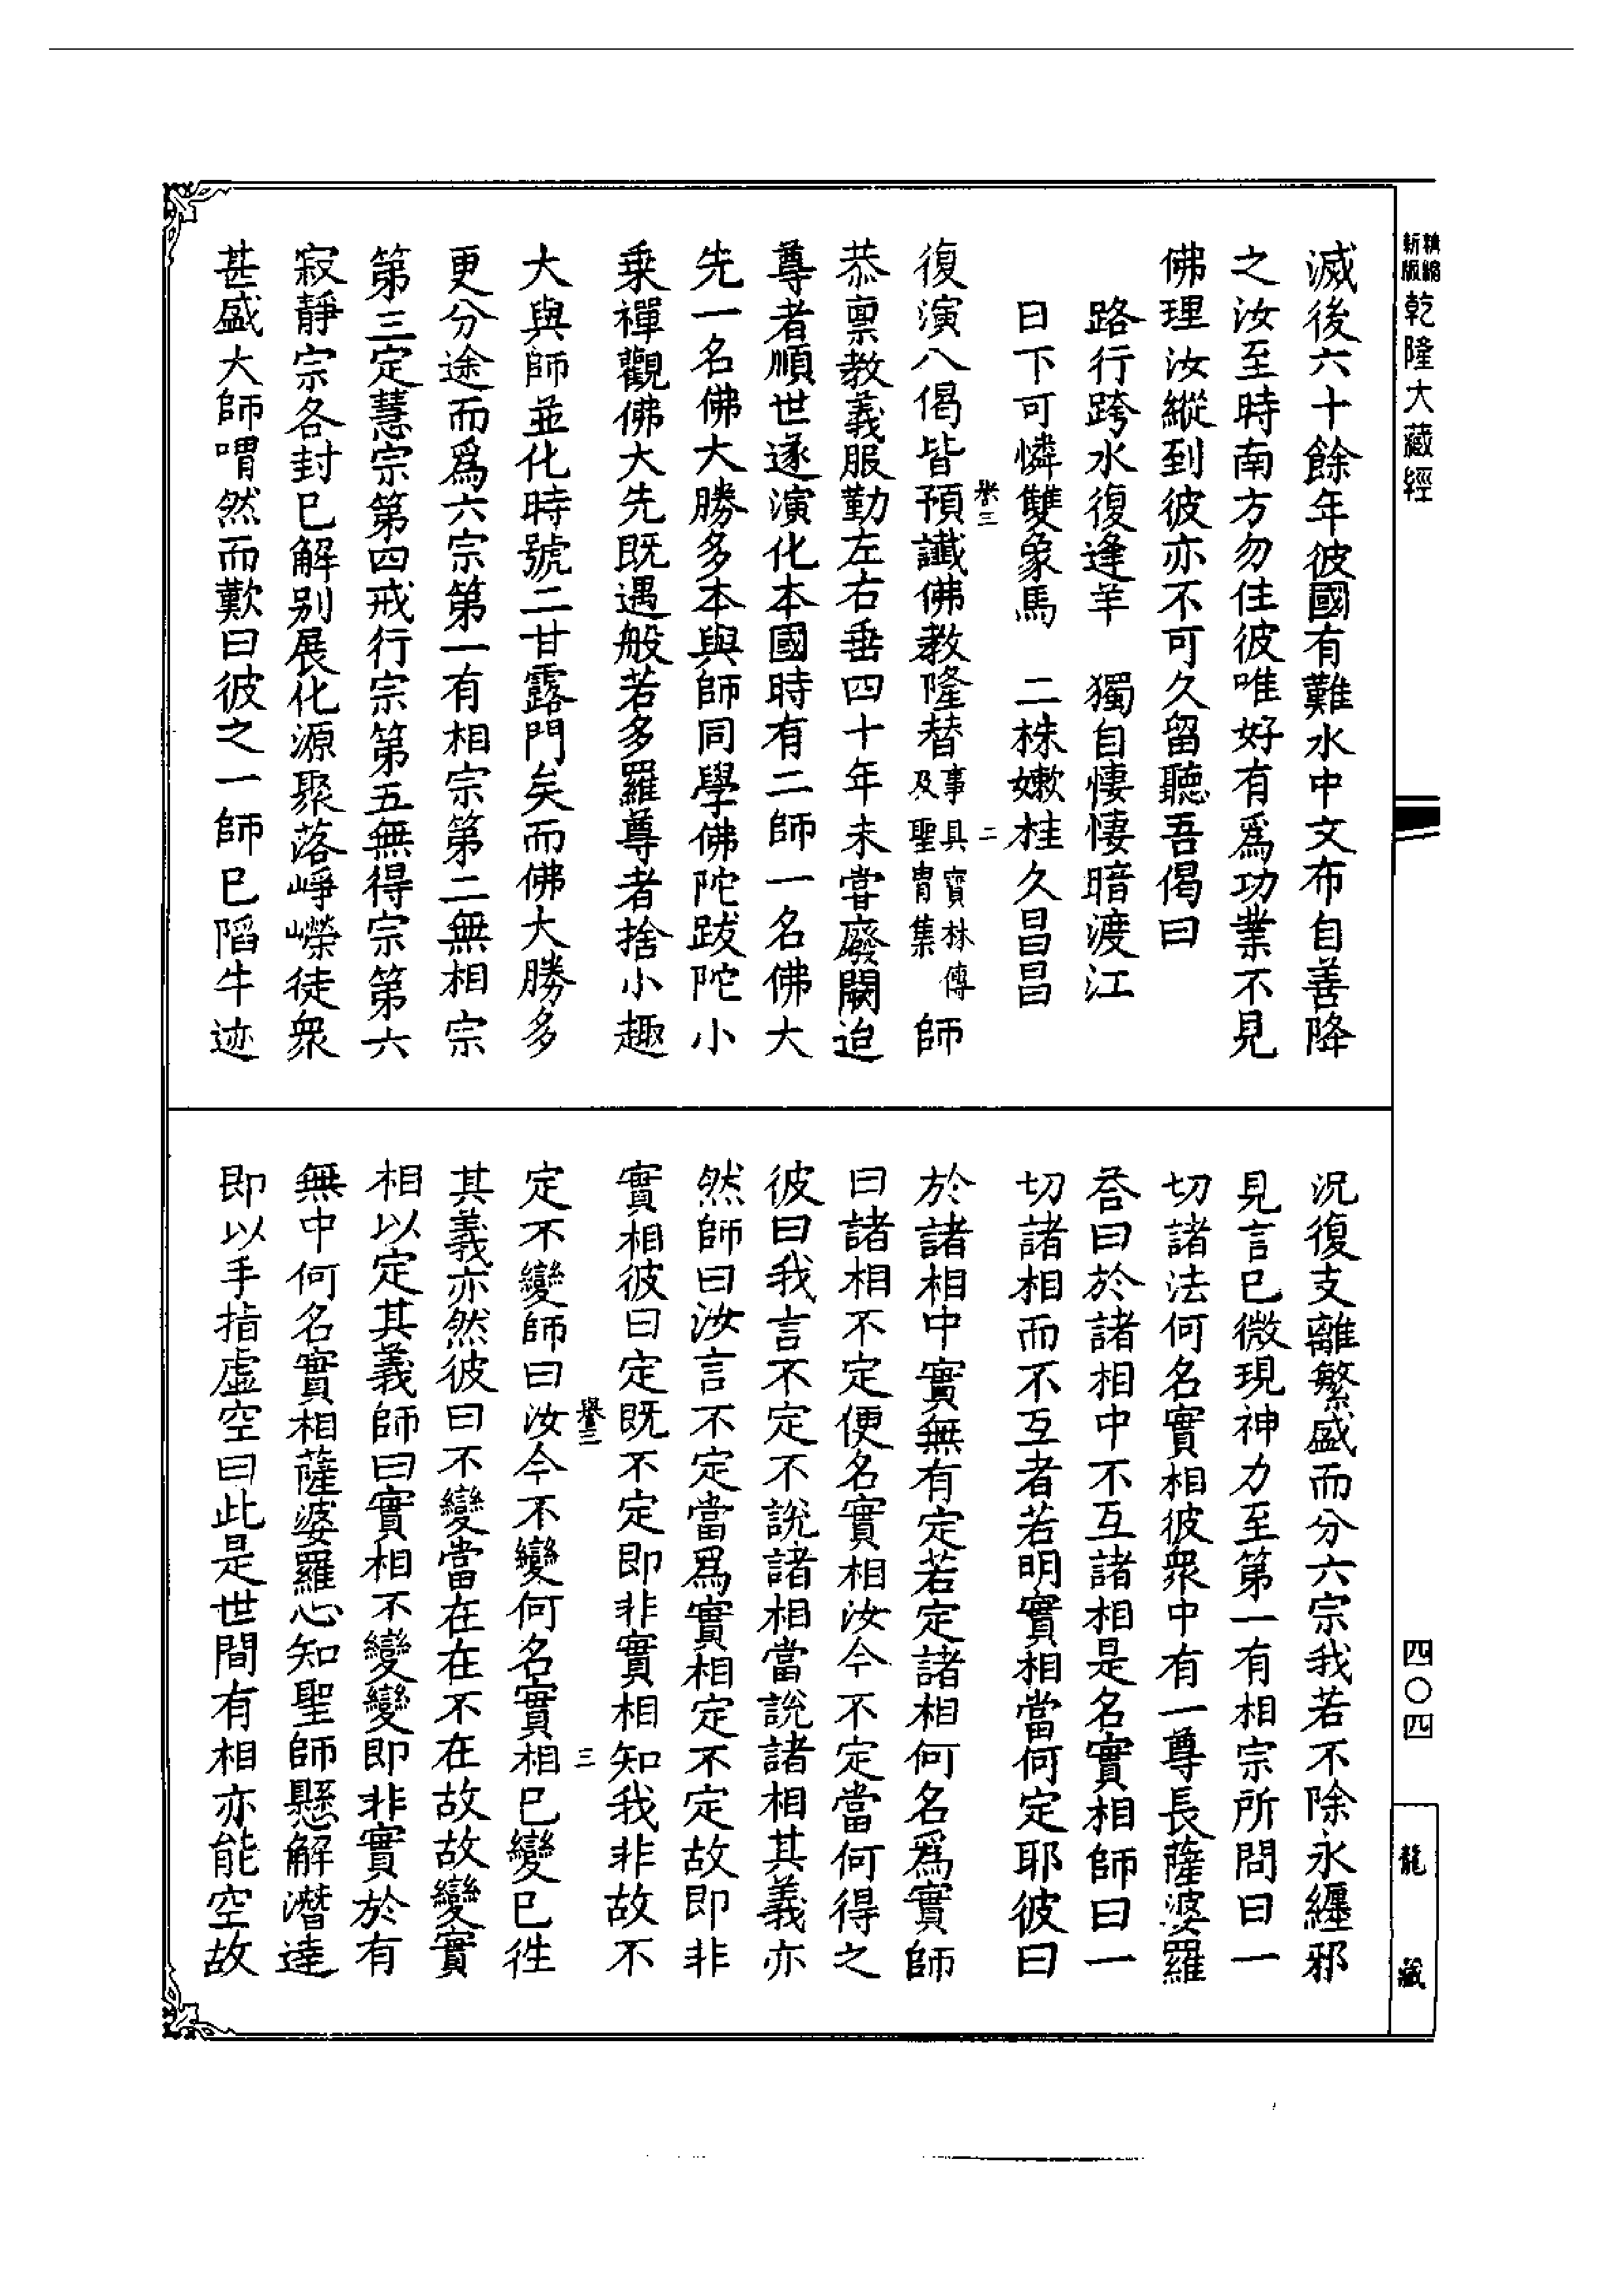 精縮
新版
乾隆大藏經
滅後六十餘年彼國有難水中文布自善降
之汝至時南方勿住彼唯好有爲功業不見
佛理汝縱到彼亦不可久留聽吾偈曰
路行跨水復逢羊　獨自悽悽暗渡江
日下可憐雙象馬　二株嫩桂久昌昌
譽三　二
復演八偈皆預讖佛教隆替事具寶林傳及聖冑集師
恭禀教義服勤左右垂四十年未嘗廢闕迨
尊者順世遂演化本國時有二師一名佛大
先一名佛大勝多本與師同學佛陀跋陀小
乗禪觀佛大先既遇般若多羅尊者捨小趣
大與師並化時號二甘露門矣而佛大勝多
更分途而爲六宗第一有相宗第二無相宗
第三定慧宗第四戒行宗第五無得宗第六
寂靜宗各封已解别展化源聚落崢嶸徒衆
甚盛大師喟然而歎曰彼之一師已陷牛迹
況復支離繁盛而分六宗我若不除永纏邪
見言已微現神力至第一有相宗所問曰一
切諸法何名實相彼衆中有一尊長薩婆羅
荅曰於諸相中不互諸相是名實相師曰一
切諸相而不互者若明實相當何定耶彼曰
於諸相中實無有定若定諸相何名爲實師
曰諸相不定便名實相汝今不定當何得之
彼曰我言不定不說諸相當說諸相其義亦
然師曰汝言不定當爲實相定不定故即非
實相彼曰定既不定即非實相知我非故不
譽三　三
定不變師曰汝今不變何名實相已變已徃
其義亦然彼曰不變當在在不在故故變實
相以定其義師曰實相不變變即非實於有
無中何名實相薩婆羅心知聖師懸解潛達
即以手指虛空曰此是世間有相亦能空故
四〇四
龍藏